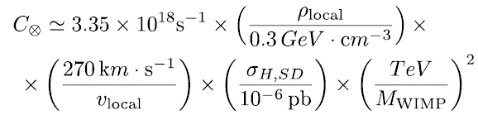 C⊗ ≃ 3.35 × 10^18 s^−1 × (ρ_local / 0.3 GeV · cm^−3) ×
× (270 km · s^−1 / v_local) × (σ_H,SD / 10^−6 pb) × (TeV / M_WIMP)^2